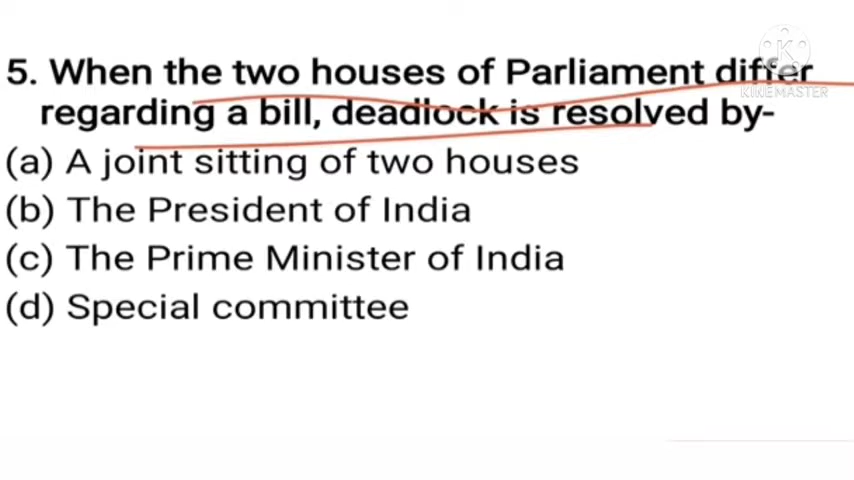 KINEMASTER
5. When the two houses of Parliament differ
regarding a bill, deadlock is resolved by-
(a) A joint sitting of two houses
(b) The President of India
(c) The Prime Minister of India
(d) Special committee